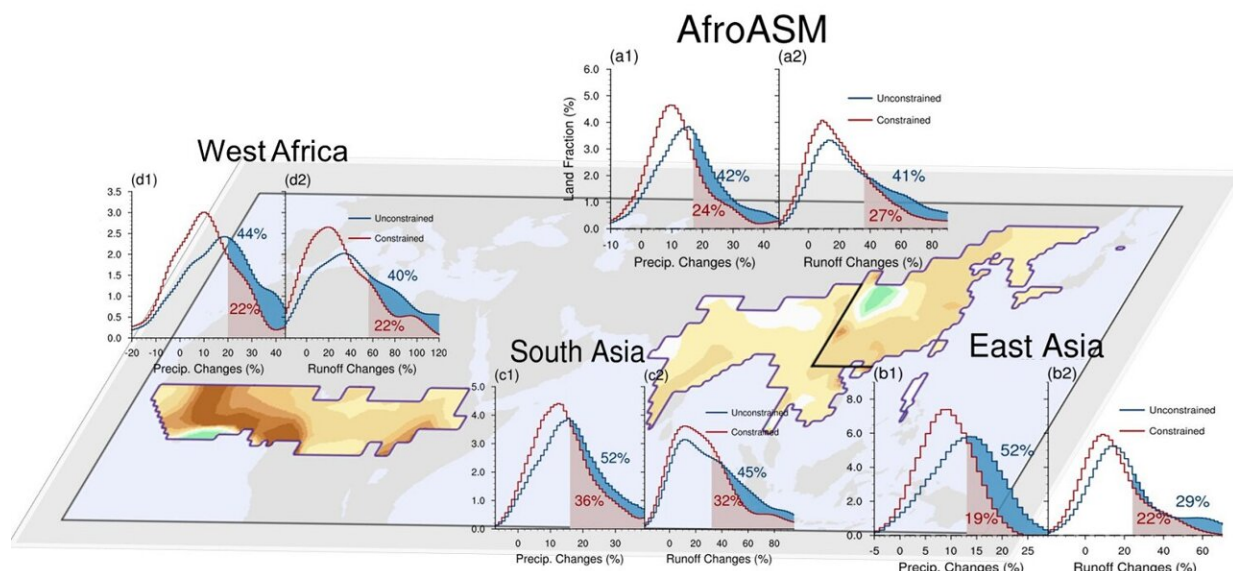 AfroASM
(a1)
(a2)
6.0
5.0
4.0
3.0
2.0
1.0
0.0
Land Fraction (%)
Unconstrained
Constrained
42%
24%
41%
27%
-10 0 10 20 30 40
0 20 40 60 80
Precip. Changes (%)
Runoff Changes (%)
West Africa
(d1)
(d2)
3.5
3.0
2.5
2.0
1.5
1.0
0.5
0.0
Unconstrained
Constrained
44%
22%
40%
22%
-20 -10 0 10 20 30 40
0 20 40 60 80 100 120
Precip. Changes (%)
Runoff Changes (%)
South Asia
(c1)
(c2)
5.0
4.0
3.0
2.0
1.0
0.0
Unconstrained
Constrained
52%
36%
45%
32%
0 10 20 30
0 20 40 60 80
Precip. Changes (%)
Runoff Changes (%)
East Asia
(b1)
(b2)
8.0
6.0
4.0
2.0
0.0
Unconstrained
Constrained
52%
19%
29%
22%
-5 0 5 10 15 20 25
0 20 40 60
Precip. Changes (%)
Runoff Changes (%)